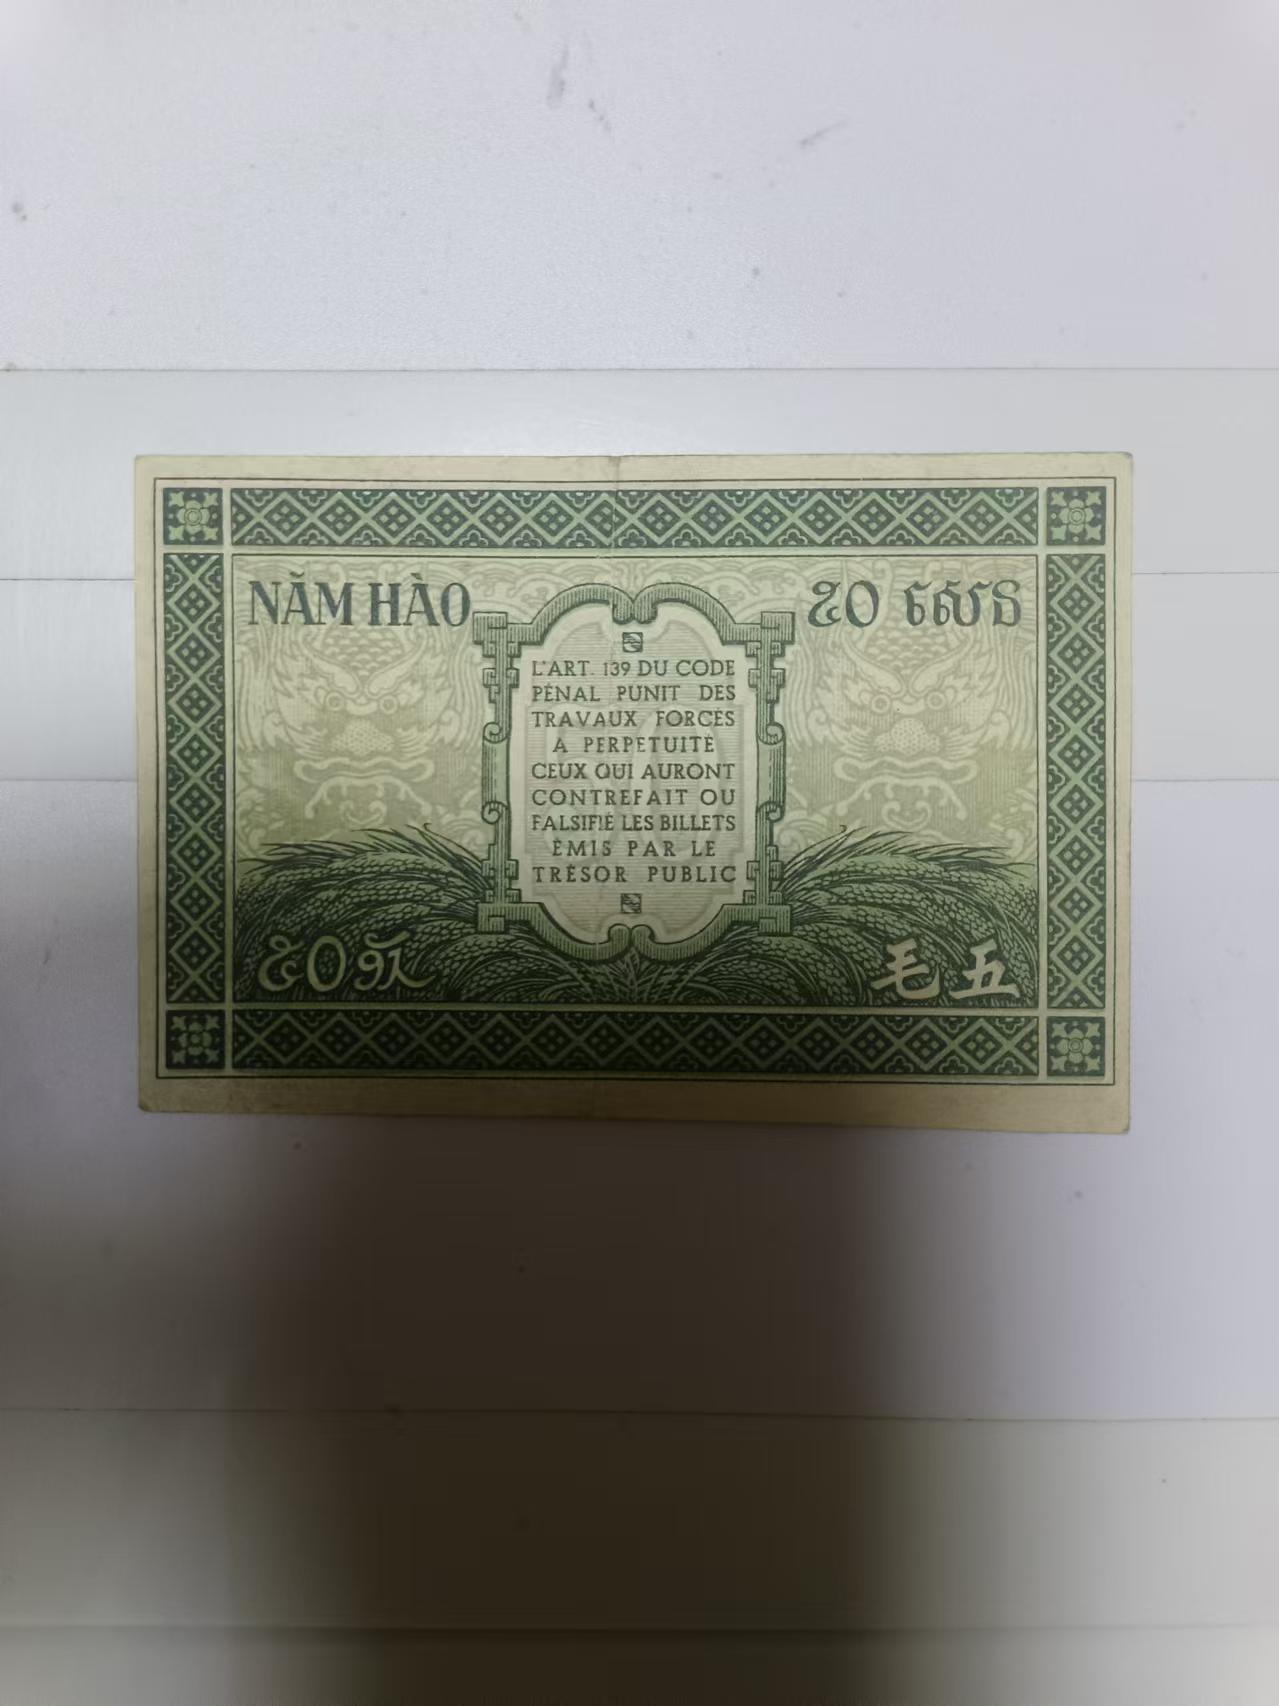 NĂM HÀO
៥០ សេន
L'ART. 139 DU CODE
PÉNAL PUNIT DES
TRAVAUX FORCÉS
A PERPETUITÉ
CEUX QUI AURONT
CONTREFAIT OU
FALSIFIÉ LES BILLETS
ÉMIS PAR LE
TRÉSOR PUBLIC
毛五